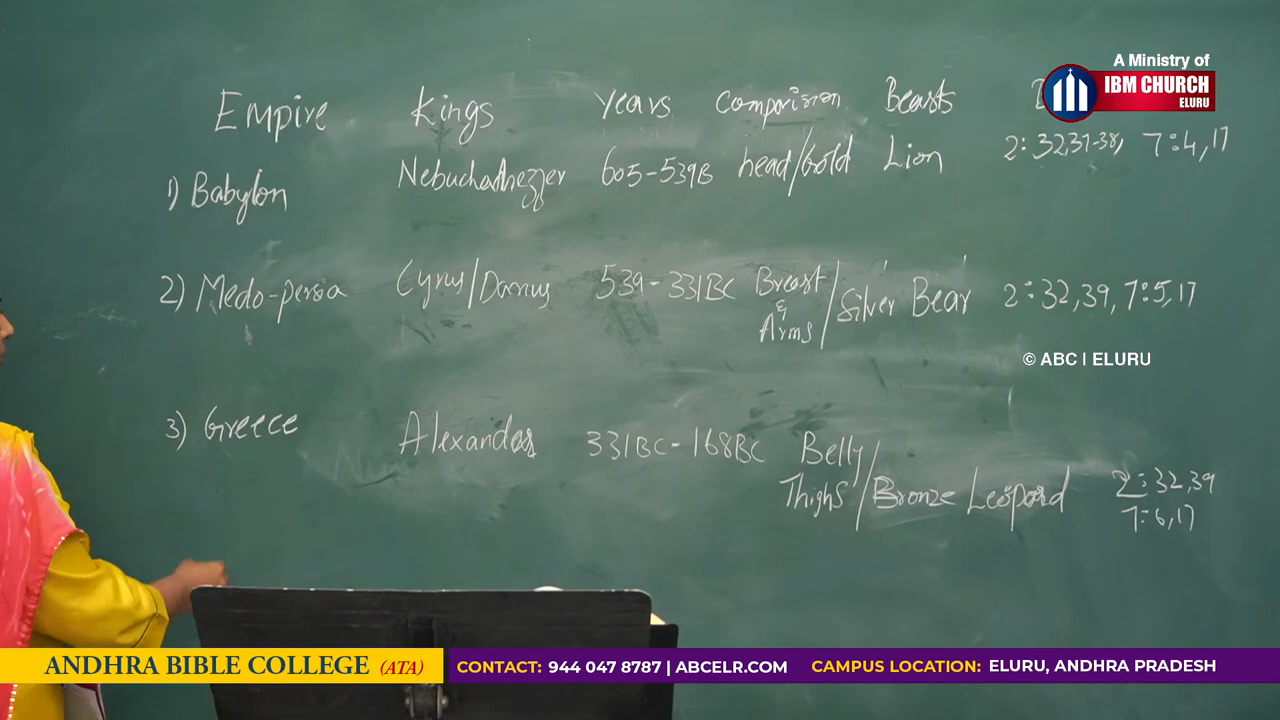 A Ministry of
IBM CHURCH
ELURU
Empire Kings Years Comparision Beasts
1) Babylon Nebuchadnezzer 605-539B head/Gold Lion 2:32,37-38, 7:4,17
2) Medo-persia Cyrus/Darius 539-331BC Breast & Arms/Silver Bear 2:32,39, 7:5,17
© ABC | ELURU
3) Greece Alexander 331BC-168BC Belly Thighs/Bronze Leopard 2:32,39
7:6,17
ANDHRA BIBLE COLLEGE (ATA) CONTACT: 944 047 8787 | ABCELR.COM CAMPUS LOCATION: ELURU, ANDHRA PRADESH